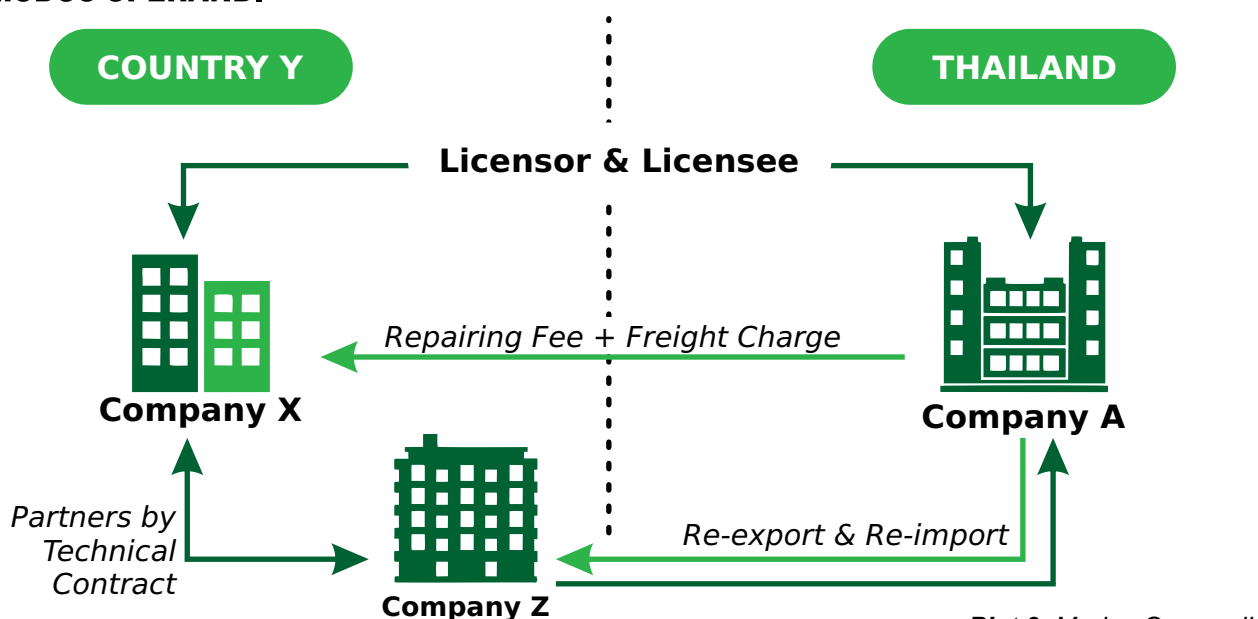 COUNTRY Y
THAILAND
Licensor & Licensee
Repairing Fee + Freight Charge
Company X
Company A
Partners by
Technical
Contract
Re-export & Re-import
Company Z